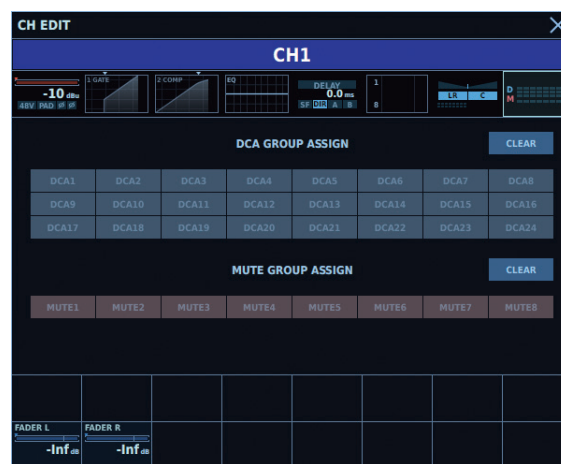 CH EDIT
CH1
1 GATE 2 COMP EQ DELAY 1 D
-10 dBu 0.0 ms LR C M
48V PAD Ø Ø SF DIR A B 8
DCA GROUP ASSIGN CLEAR
DCA1 DCA2 DCA3 DCA4 DCA5 DCA6 DCA7 DCA8
DCA9 DCA10 DCA11 DCA12 DCA13 DCA14 DCA15 DCA16
DCA17 DCA18 DCA19 DCA20 DCA21 DCA22 DCA23 DCA24
MUTE GROUP ASSIGN CLEAR
MUTE1 MUTE2 MUTE3 MUTE4 MUTE5 MUTE6 MUTE7 MUTE8
FADER L FADER R
-Inf dB -Inf dB